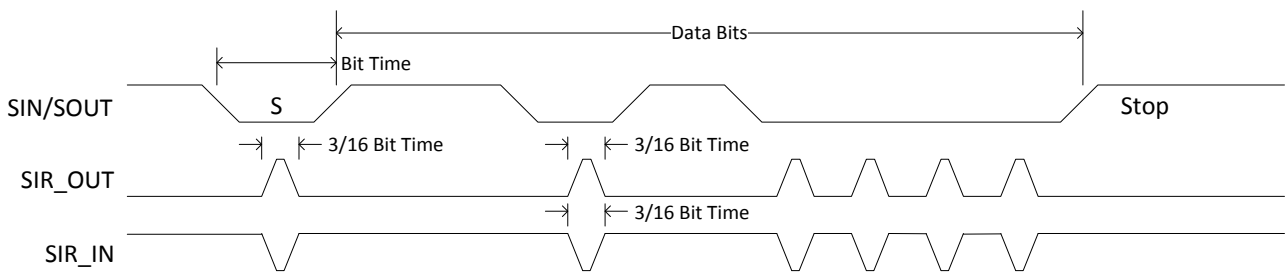 Data Bits
Bit Time
SIN/SOUT
S
Stop
3/16 Bit Time
3/16 Bit Time
SIR_OUT
3/16 Bit Time
SIR_IN